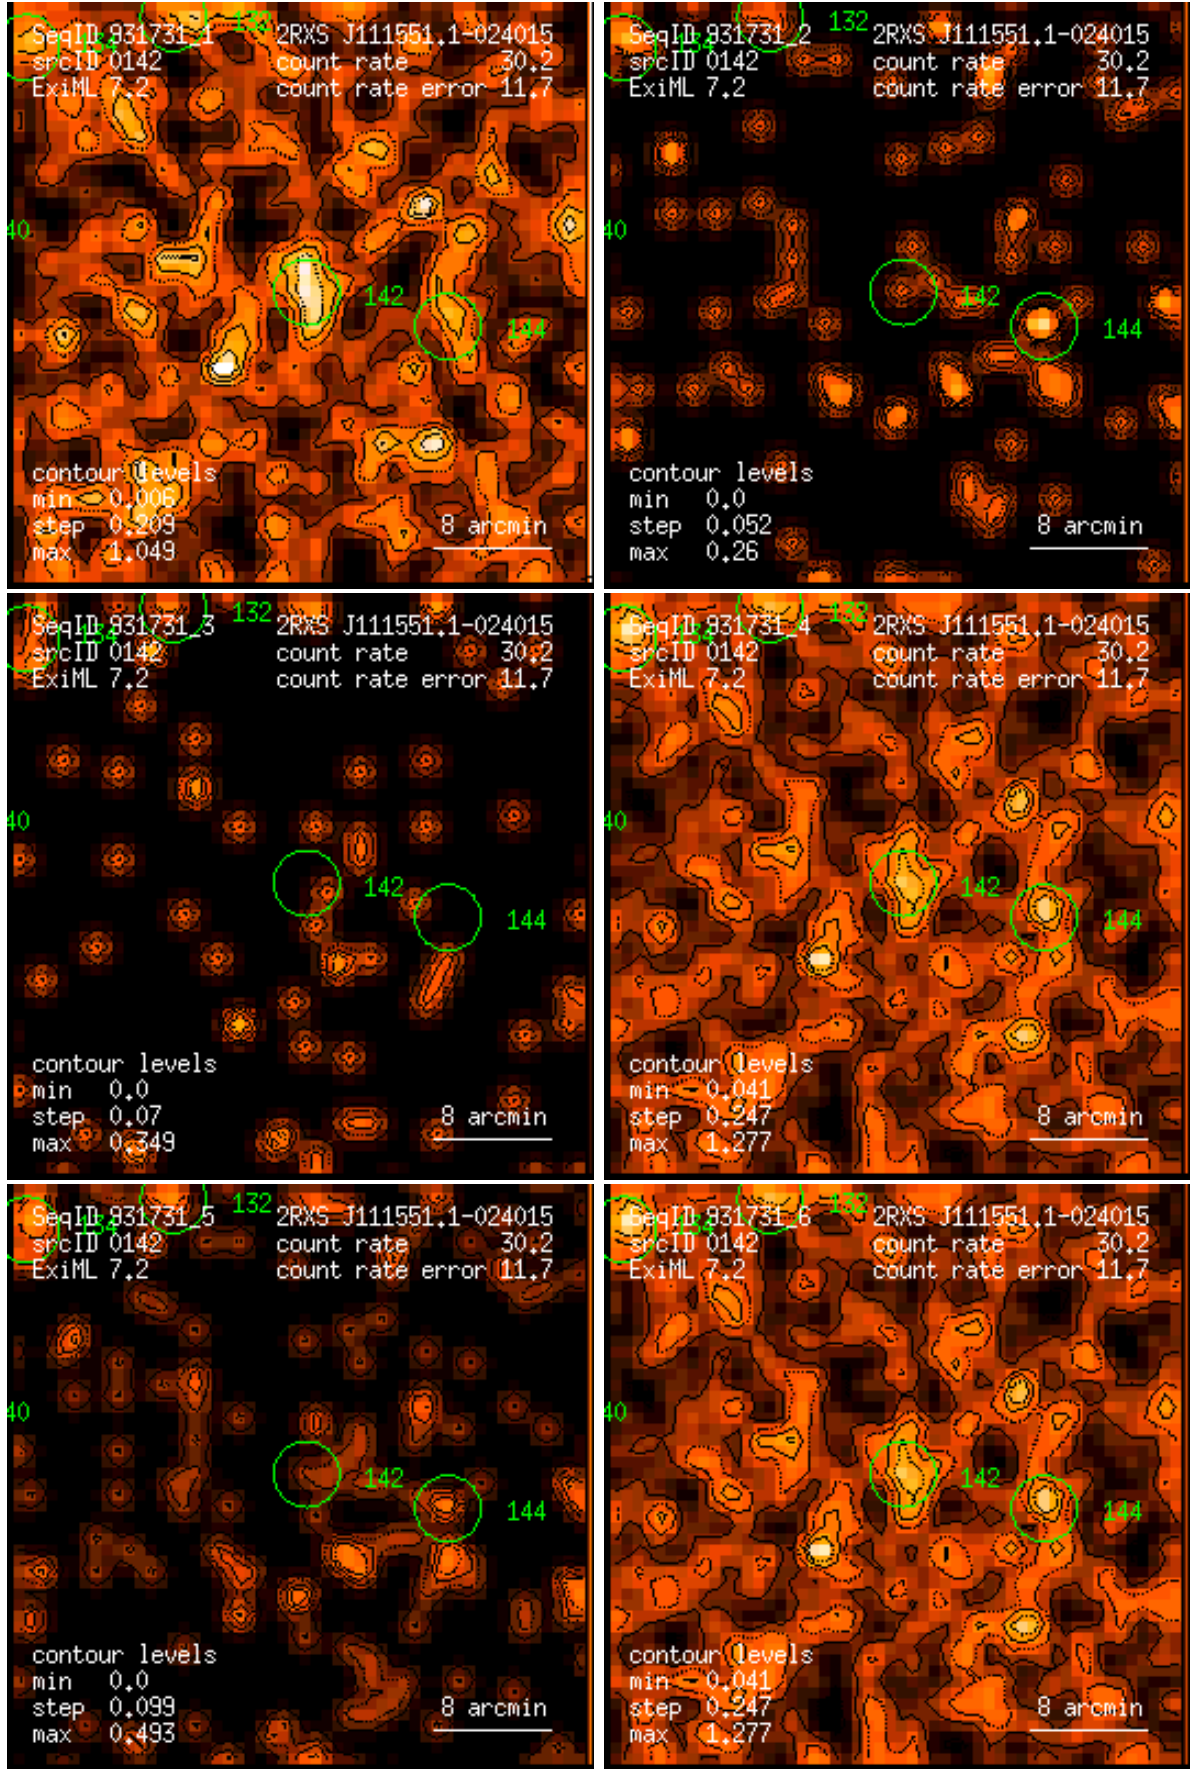 132
SeqID 931731_1 2RXS J111551.1-024015
srcID 0142 count rate 30.2
ExiML 7.2 count rate error 11.7
40
142
144
contour levels
min 0.006
step 0.209
max 1.049
8 arcmin
132
SeqID 931731_2 2RXS J111551.1-024015
134
srcID 0142 count rate 30.2
ExiML 7.2 count rate error 11.7
40
142
144
contour levels
min 0.0
step 0.052
max 0.26
8 arcmin
132
SeqID 931731_3 2RXS J111551.1-024015
134
srcID 0142 count rate 30.2
ExiML 7.2 count rate error 11.7
40
142
144
contour levels
min 0.0
step 0.07
max 0.349
8 arcmin
132
SeqID 931731_4 2RXS J111551.1-024015
134
srcID 0142 count rate 30.2
ExiML 7.2 count rate error 11.7
40
142
144
contour levels
min 0.041
step 0.247
max 1.277
8 arcmin
132
SeqID 931731_5 2RXS J111551.1-024015
134
srcID 0142 count rate 30.2
ExiML 7.2 count rate error 11.7
40
142
144
contour levels
min 0.0
step 0.099
max 0.493
8 arcmin
132
SeqID 931731_6 2RXS J111551.1-024015
134
srcID 0142 count rate 30.2
ExiML 7.2 count rate error 11.7
40
142
144
contour levels
min 0.041
step 0.247
max 1.277
8 arcmin